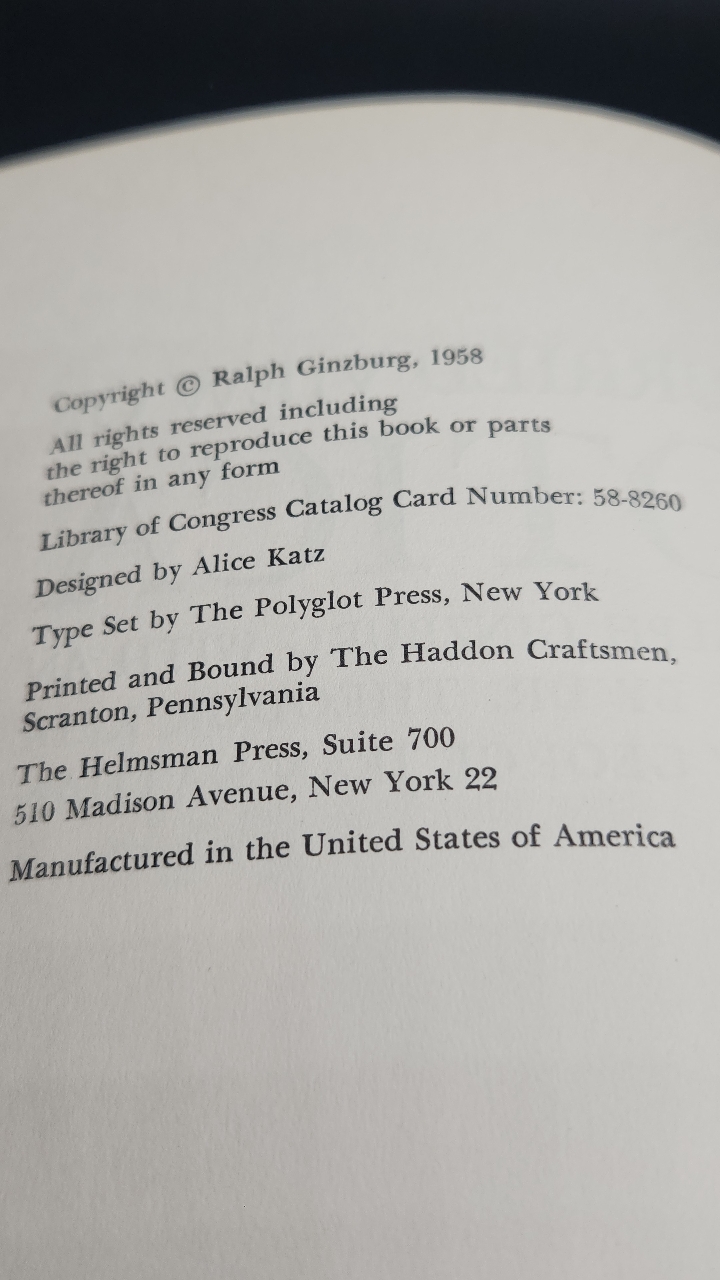 Copyright © Ralph Ginzburg, 1958
All rights reserved including
the right to reproduce this book or parts
thereof in any form
Library of Congress Catalog Card Number: 58-8260
Designed by Alice Katz
Type Set by The Polyglot Press, New York
Printed and Bound by The Haddon Craftsmen,
Scranton, Pennsylvania
The Helmsman Press, Suite 700
510 Madison Avenue, New York 22
Manufactured in the United States of America